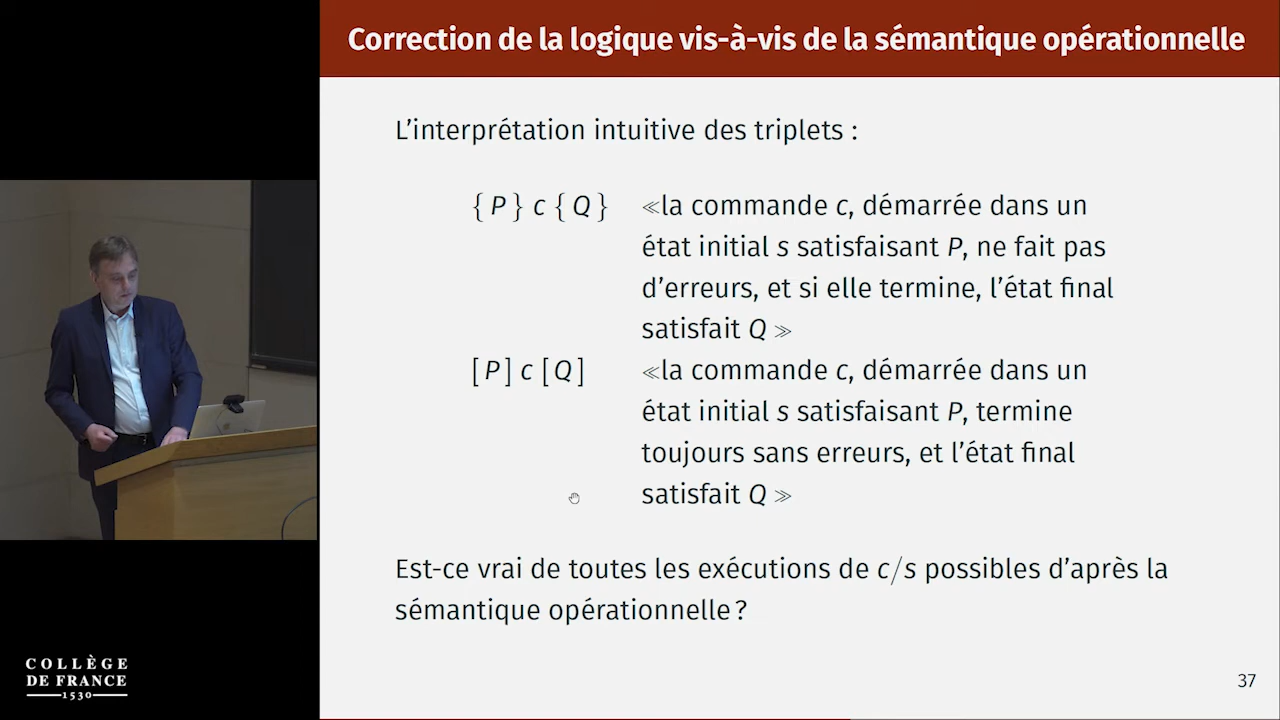 Correction de la logique vis-à-vis de la sémantique opérationnelle
L'interprétation intuitive des triplets :
{ P } c { Q } ≪la commande c, démarrée dans un
état initial s satisfaisant P, ne fait pas
d'erreurs, et si elle termine, l'état final
satisfait Q ≫
[ P ] c [ Q ] ≪la commande c, démarrée dans un
état initial s satisfaisant P, termine
toujours sans erreurs, et l'état final
satisfait Q ≫
Est-ce vrai de toutes les exécutions de c/s possibles d'après la
sémantique opérationnelle ?
37
COLLÈGE
DE FRANCE
1530